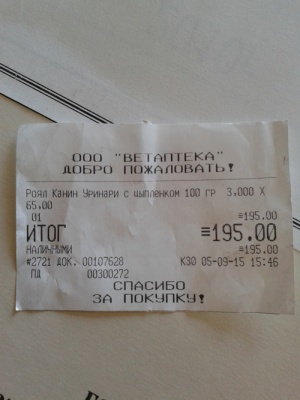 ООО "ВЕТАПТЕКА"
ДОБРО ПОЖАЛОВАТЬ!
Роял Канин Уринари с цыпленком 100 гр 3.000 X
65.00
01 ≡195.00
ИТОГ ≡195.00
НАЛИЧНЫМИ ≡195.00
#2721 ДОК. 00107628 К30 05-09-15 15:46
ПД 00300272
СПАСИБО
ЗА ПОКУПКУ!